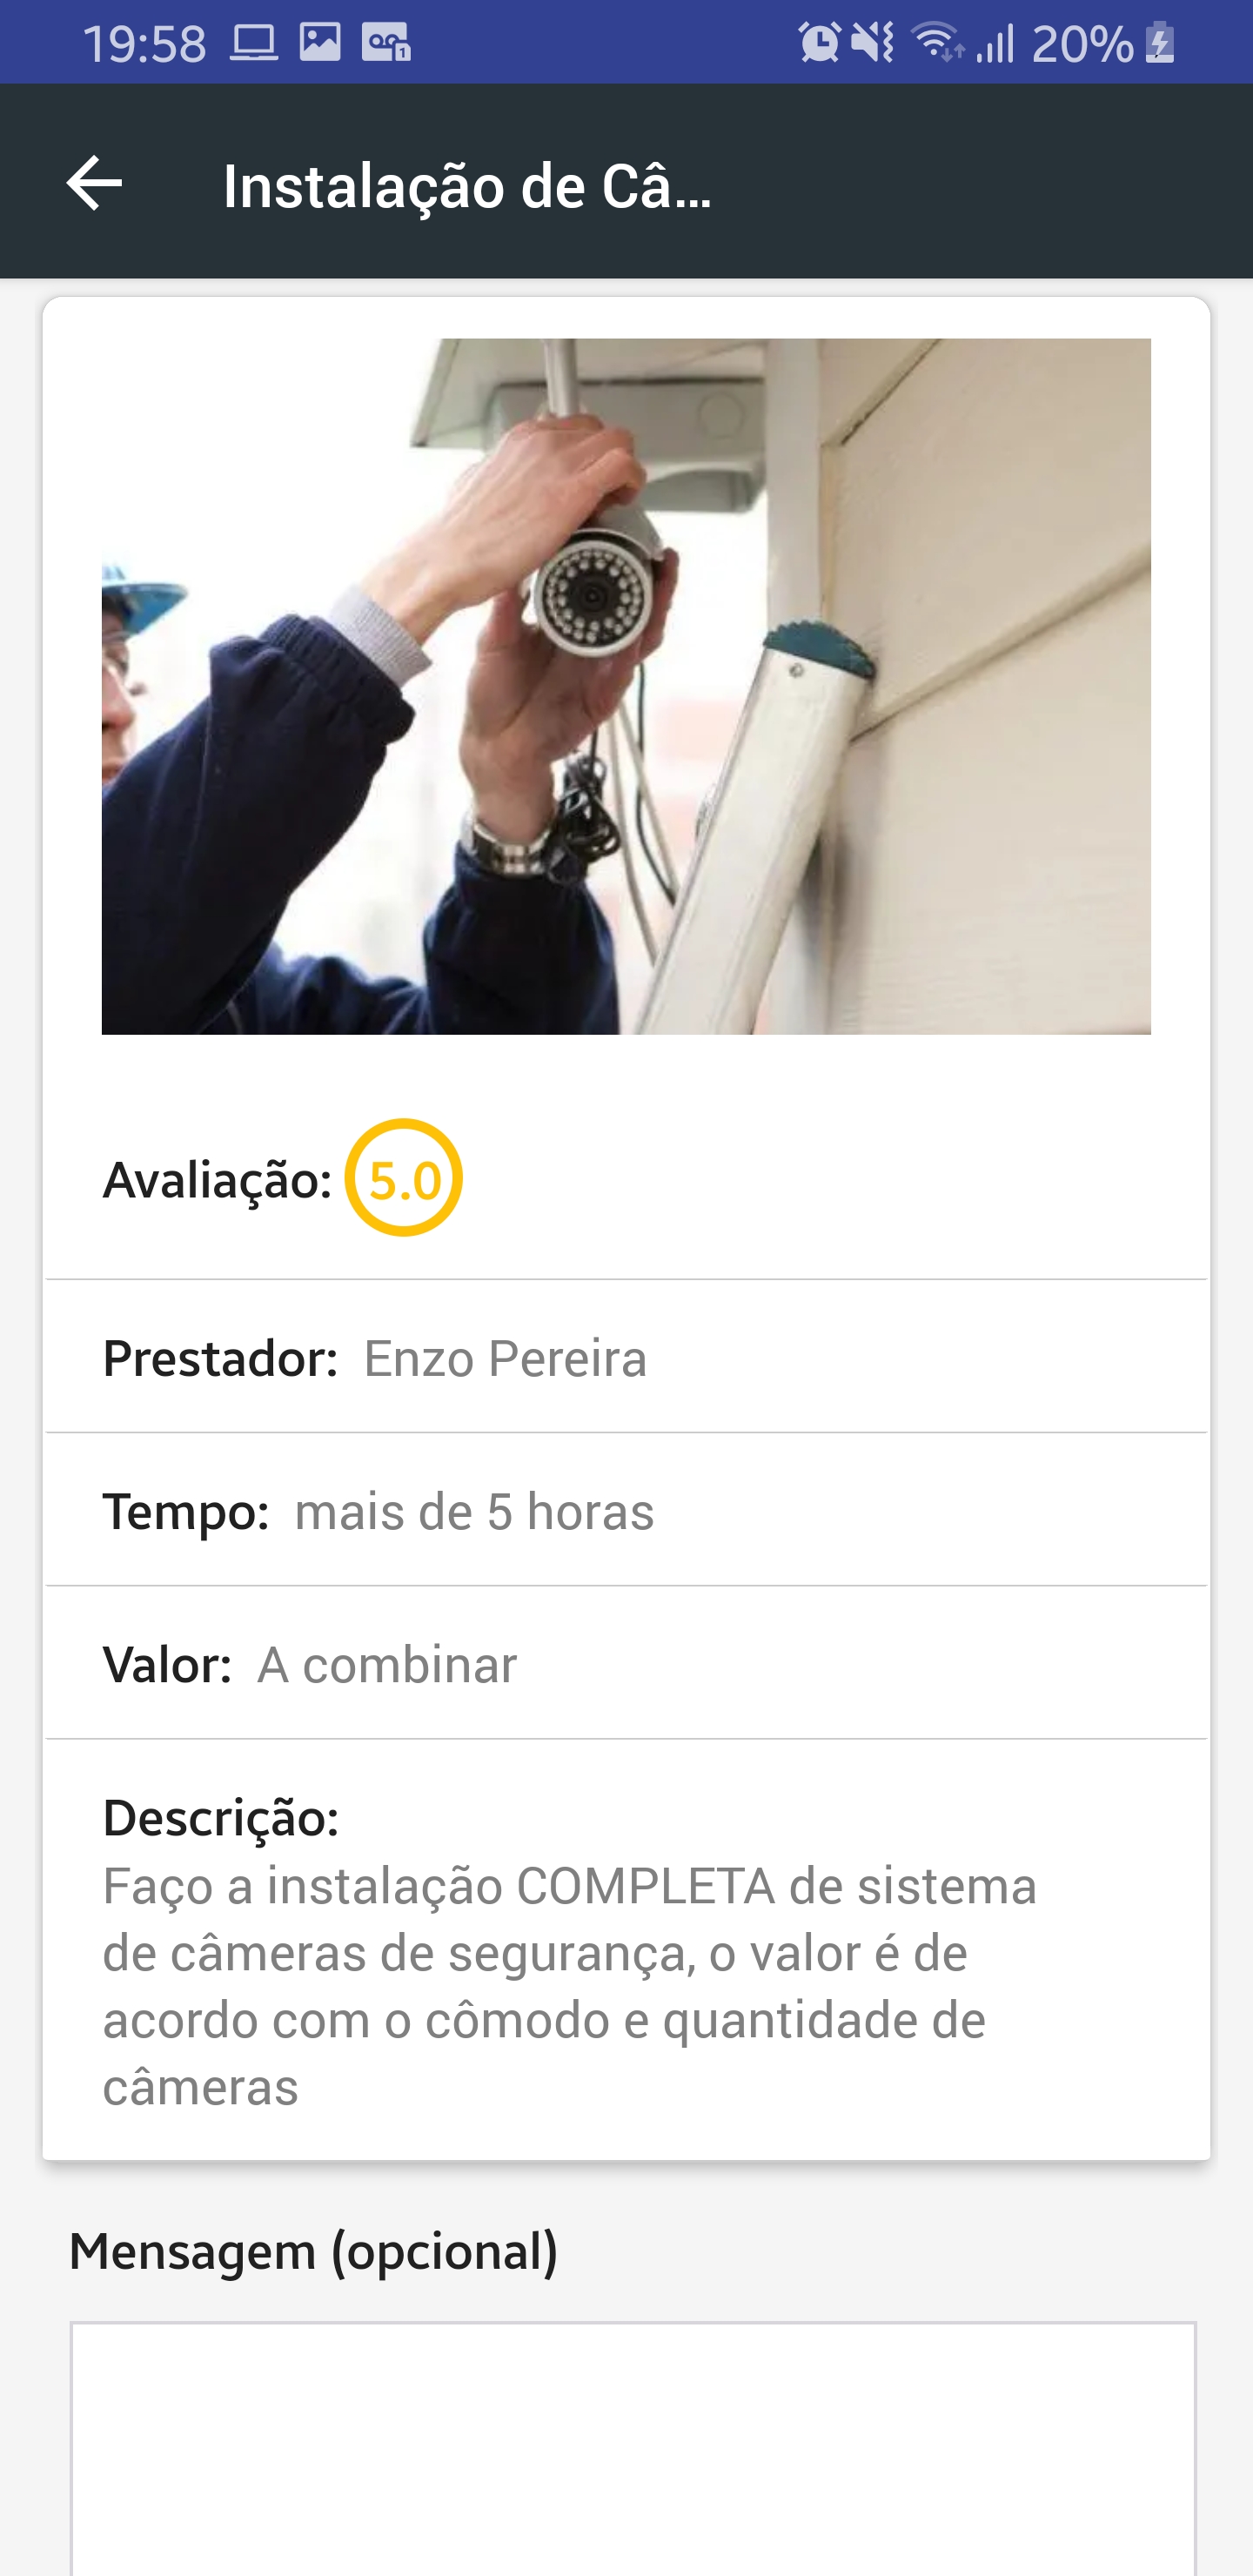 19:58
20%
Instalação de Câ...
Avaliação: 5.0
Prestador: Enzo Pereira
Tempo: mais de 5 horas
Valor: A combinar
Descrição:
Faço a instalação COMPLETA de sistema
de câmeras de segurança, o valor é de
acordo com o cômodo e quantidade de
câmeras
Mensagem (opcional)